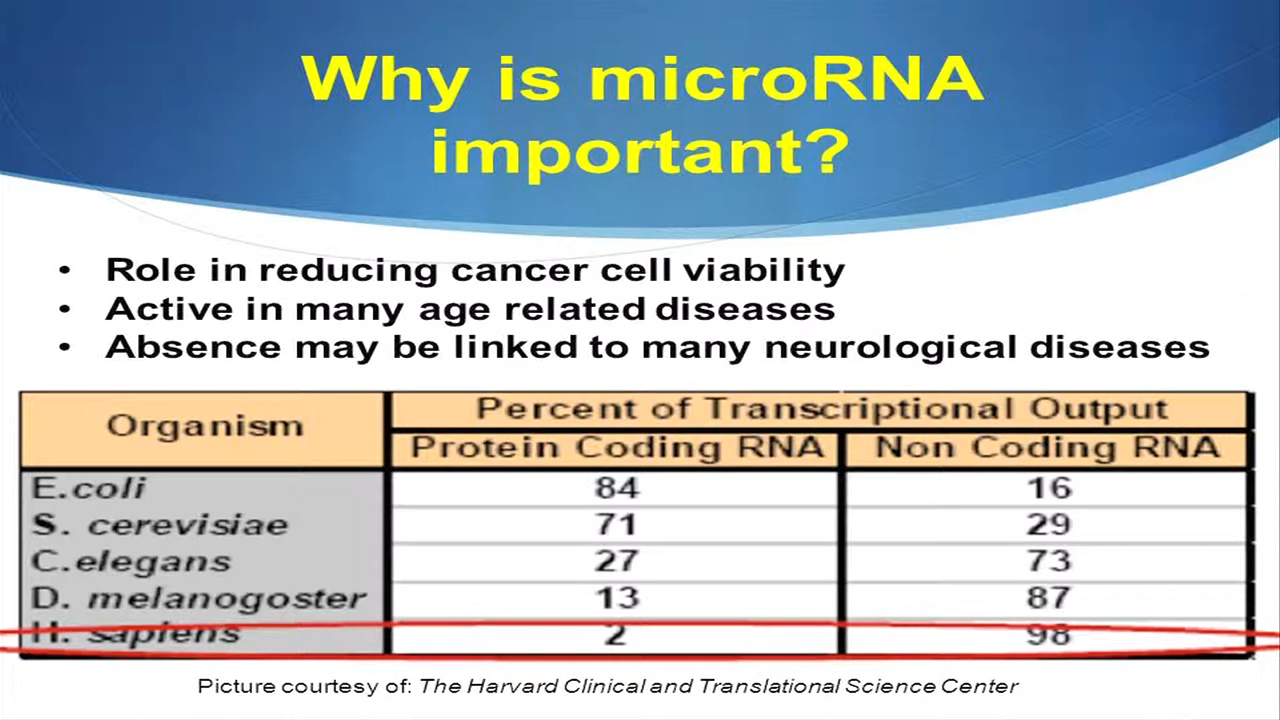 Why is microRNA
important?
• Role in reducing cancer cell viability
• Active in many age related diseases
• Absence may be linked to many neurological diseases
Organism
Percent of Transcriptional Output
Protein Coding RNA Non Coding RNA
E.coli 84 16
S. cerevisiae 71 29
C.elegans 27 73
D. melanogoster 13 87
H. sapiens 2 98
Picture courtesy of: The Harvard Clinical and Translational Science Center